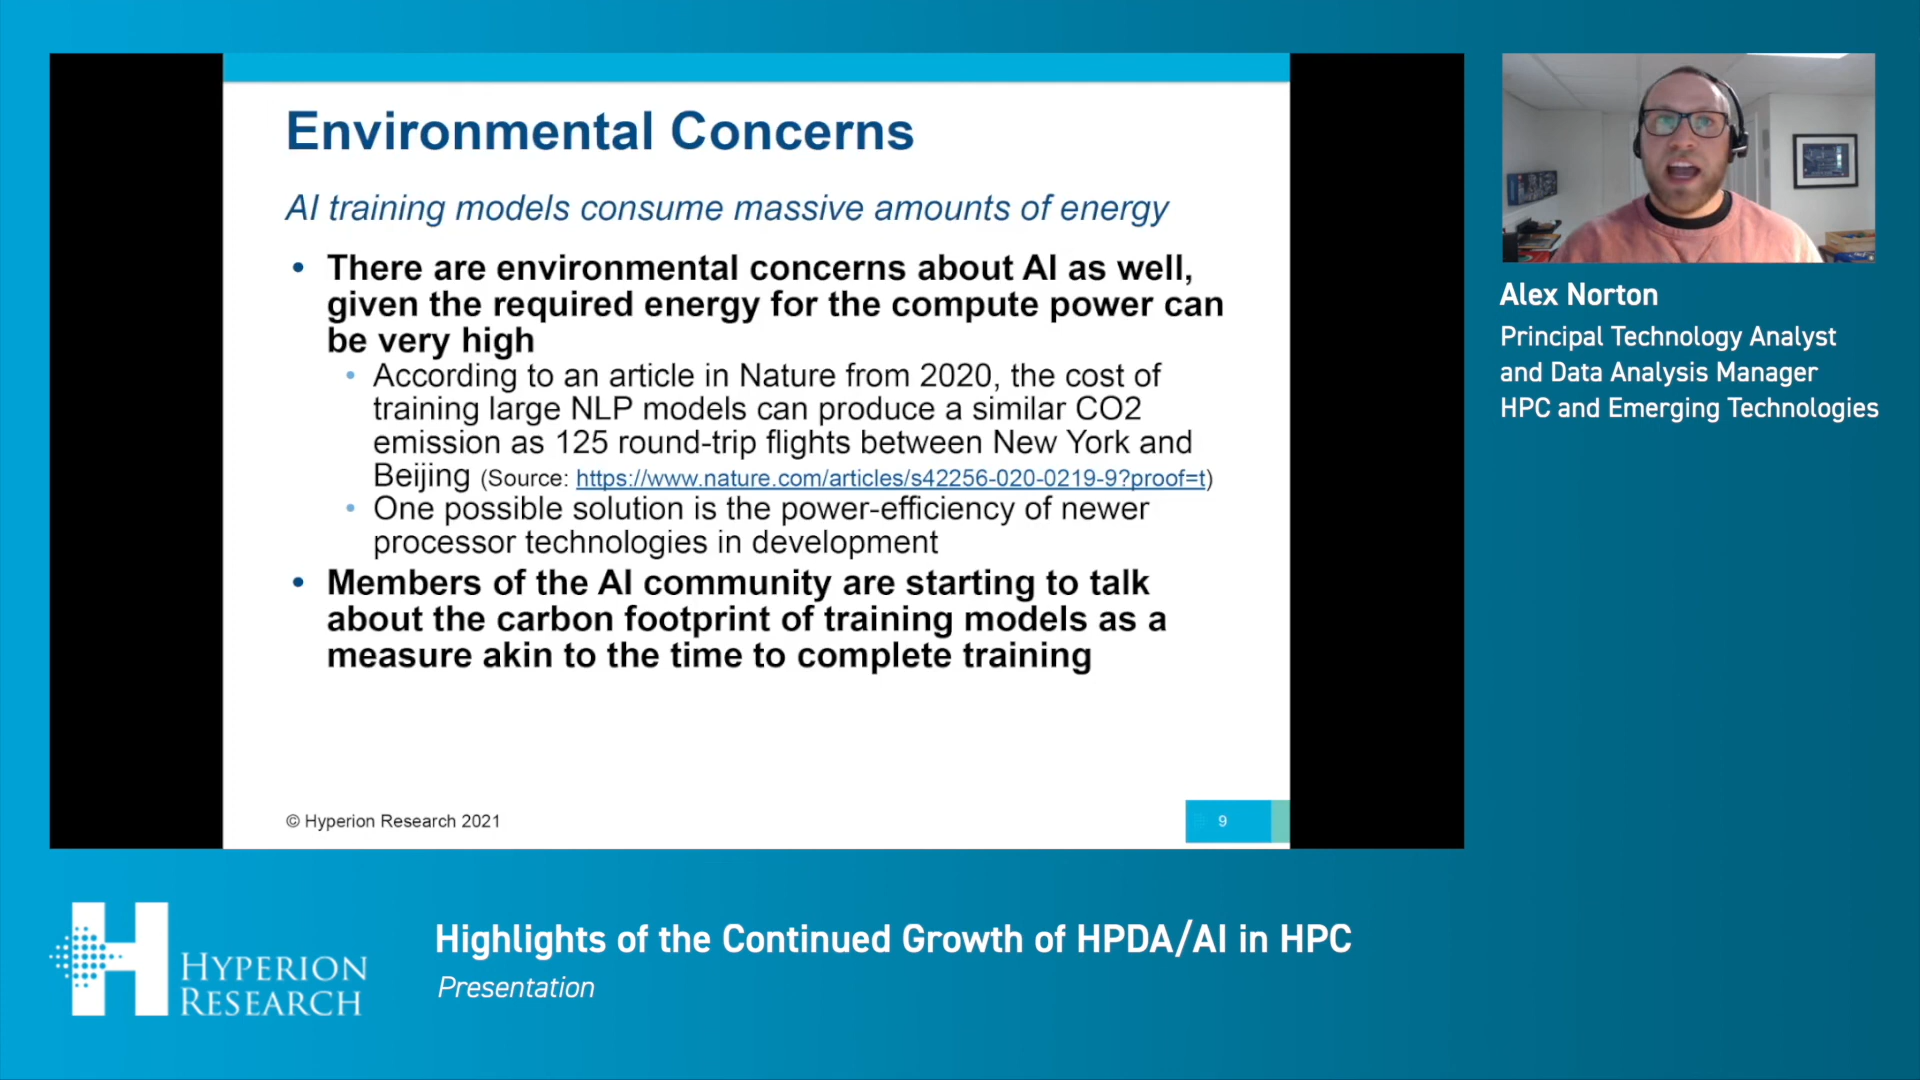 Environmental Concerns
AI training models consume massive amounts of energy
• There are environmental concerns about AI as well,
given the required energy for the compute power can
be very high
• According to an article in Nature from 2020, the cost of
training large NLP models can produce a similar CO2
emission as 125 round-trip flights between New York and
Beijing (Source: https://www.nature.com/articles/s42256-020-0219-9?proof=t)
• One possible solution is the power-efficiency of newer
processor technologies in development
• Members of the AI community are starting to talk
about the carbon footprint of training models as a
measure akin to the time to complete training
© Hyperion Research 2021
9
Alex Norton
Principal Technology Analyst
and Data Analysis Manager
HPC and Emerging Technologies
HYPERION
RESEARCH
Highlights of the Continued Growth of HPDA/AI in HPC
Presentation